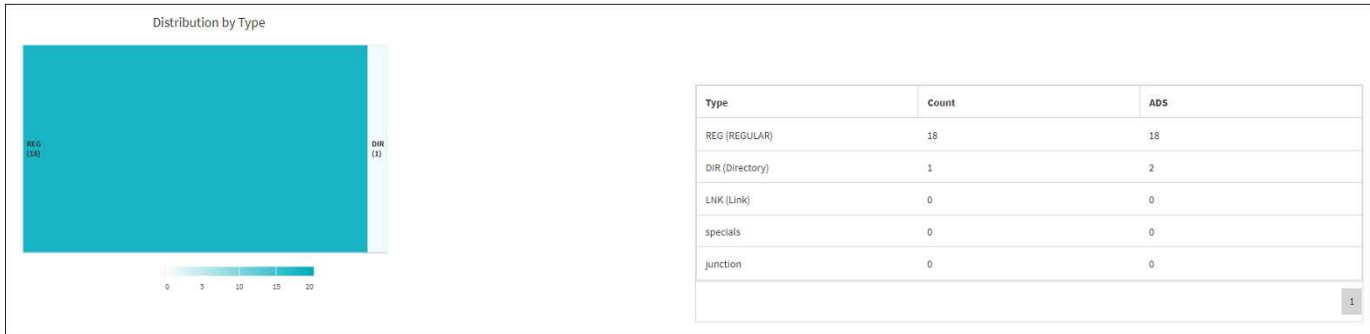 Distribution by Type
REG
(18)
DIR
(1)
0 5 10 15 20
Type Count ADS
REG (REGULAR) 18 18
DIR (Directory) 1 2
LNK (Link) 0 0
specials 0 0
junction 0 0
1